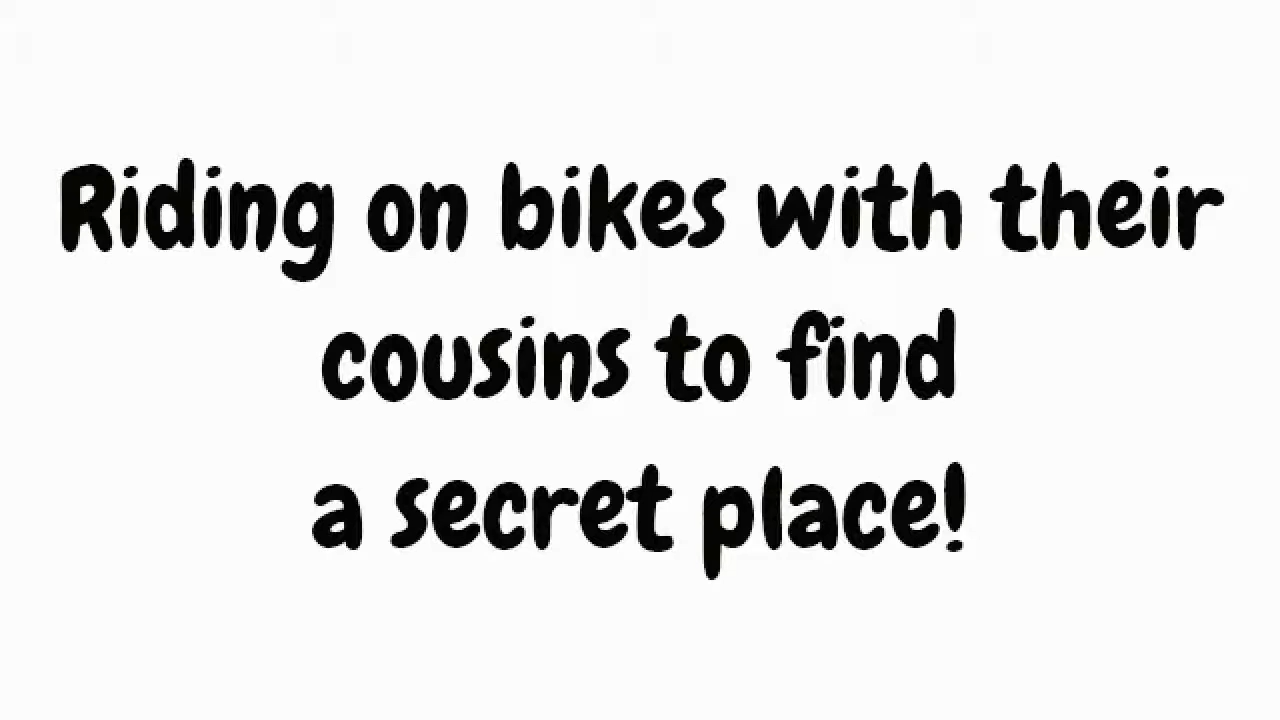 Riding on bikes with their
cousins to find
a secret place!